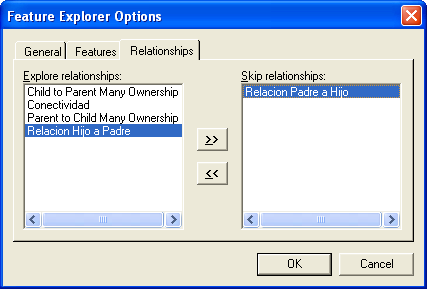 Feature Explorer Options
General Features Relationships
Explore relationships: Skip relationships:
Child to Parent Many Ownership Relacion Padre a Hijo
Conectividad
Parent to Child Many Ownership
Relacion Hijo a Padre
>>
<<
OK Cancel